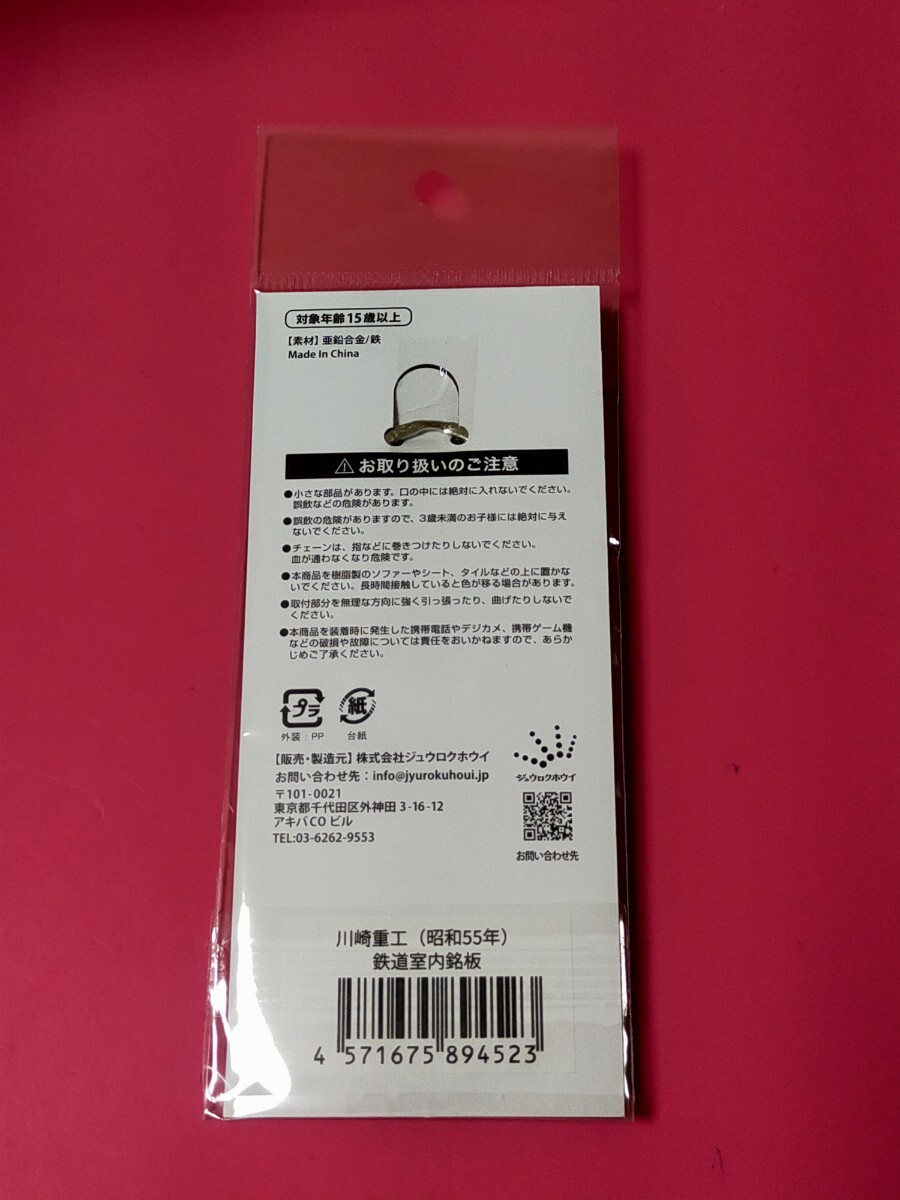 対象年齢15歳以上
【素材】亜鉛合金/鉄
Made In China
お取り扱いのご注意
●小さな部品があります。口の中には絶対に入れないでください。
誤飲などの危険があります。
●誤飲の危険がありますので、3歳未満のお子様には絶対に与え
ないでください。
●チェーンは、指などに巻きつけたりしないでください。
血が通わなくなり危険です。
●本商品を樹脂製のソファーやシート、タイルなどの上に置かな
いでください。長時間接触していると色が移る場合があります。
●取付部分を無理な方向に強く引っ張ったり、曲げたりしないで
ください。
●本商品を装着時に発生した携帯電話やデジカメ、携帯ゲーム機
などの破損や故障については責任をおいかねますので、あらか
じめご了承ください。
プラ 紙
外装:PP 台紙
【販売・製造元】株式会社ジュウロクホウイ
お問い合わせ先:info@jyurokuhoui.jp
〒101-0021
東京都千代田区外神田 3-16-12
アキバCO ビル
TEL:03-6262-9553
ジュウロクホウイ
お問い合わせ先
川崎重工（昭和55年）
鉄道室内銘板
4 571675 894523